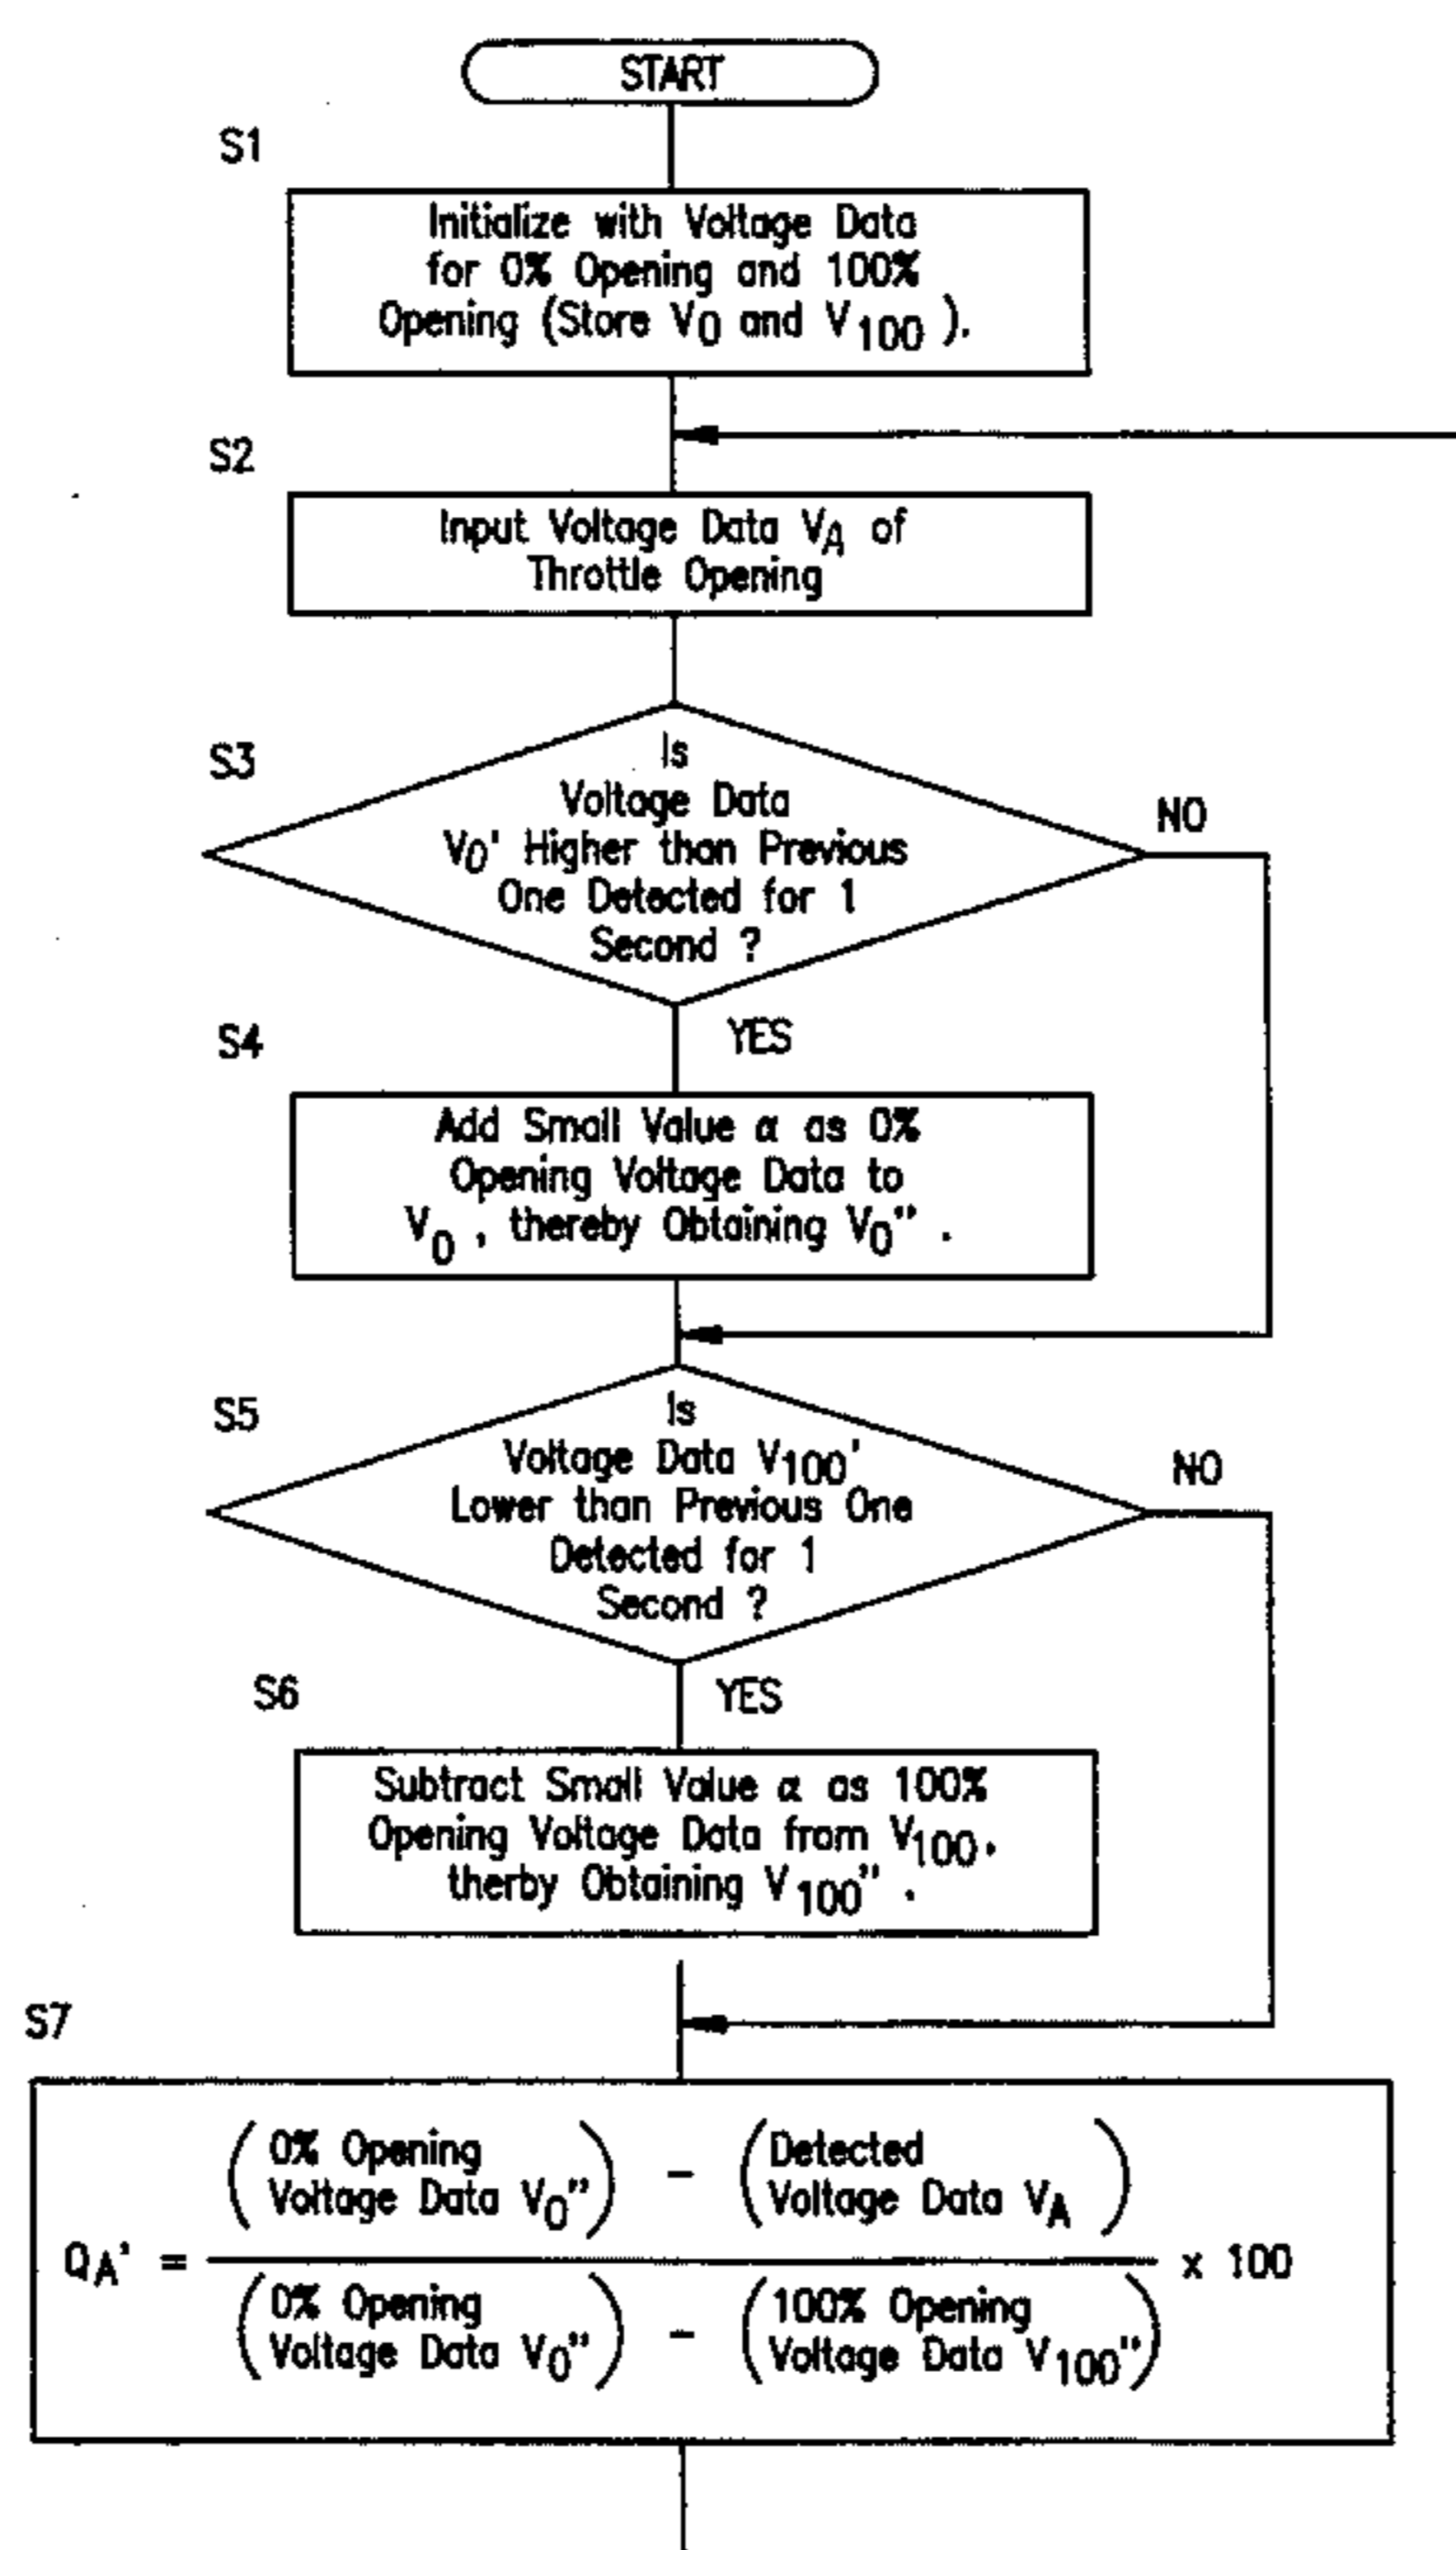 START
S1
Initialize with Voltage Data
for 0% Opening and 100%
Opening (Store V0 and V100 ).
S2
Input Voltage Data VA of
Throttle Opening
S3
Is
Voltage Data
V0' Higher than Previous
One Detected for 1
Second ?
NO
YES
S4
Add Small Value α as 0%
Opening Voltage Data to
V0 , thereby Obtaining V0" .
S5
Is
Voltage Data V100'
Lower than Previous One
Detected for 1
Second ?
NO
YES
S6
Subtract Small Value α as 100%
Opening Voltage Data from V100,
therby Obtaining V100" .
S7
(0% Opening
Voltage Data V0") - (Detected
Voltage Data VA)
QA' = x 100
(0% Opening
Voltage Data V0") - (100% Opening
Voltage Data V100")